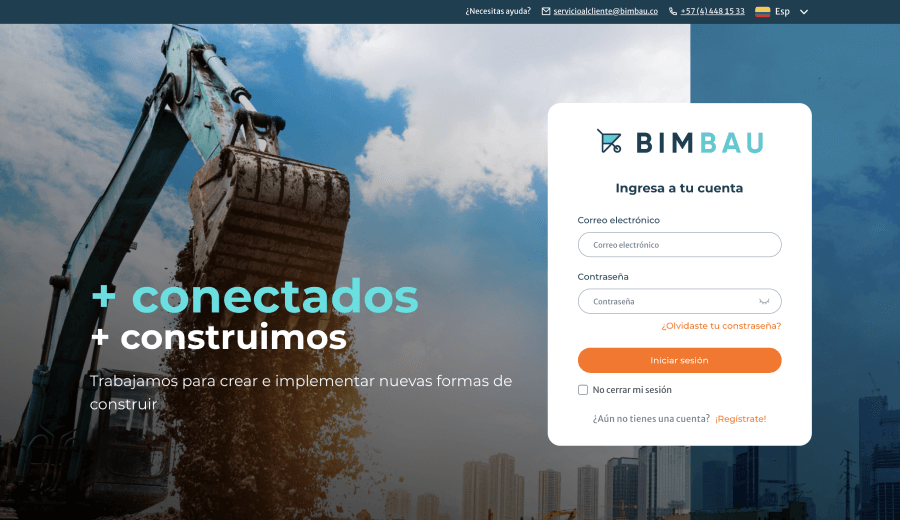 ¿Necesitas ayuda? servicioalcliente@bimbau.co +57 (4) 448 15 33 Esp
BIMBAU
Ingresa a tu cuenta
Correo electrónico
Correo electrónico
Contraseña
Contraseña
¿Olvidaste tu constraseña?
Iniciar sesión
No cerrar mi sesión
¿Aún no tienes una cuenta? ¡Regístrate!
+ conectados
+ construimos
Trabajamos para crear e implementar nuevas formas de
construir